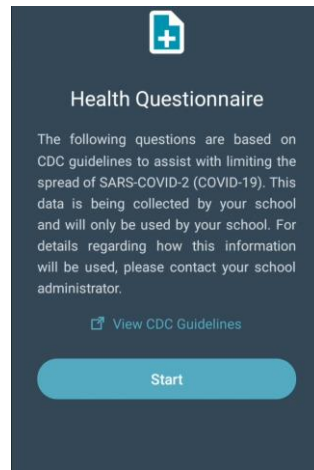 Health Questionnaire
The following questions are based on
CDC guidelines to assist with limiting the
spread of SARS-COVID-2 (COVID-19). This
data is being collected by your school
and will only be used by your school. For
details regarding how this information
will be used, please contact your school
administrator.
View CDC Guidelines
Start